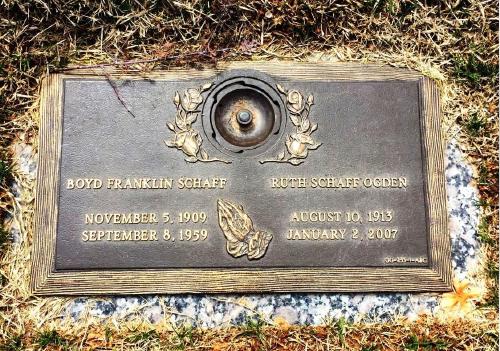 BOYD FRANKLIN SCHAFF
NOVEMBER 5, 1909
SEPTEMBER 8, 1959
RUTH SCHAFF OGDEN
AUGUST 10, 1913
JANUARY 2, 2007